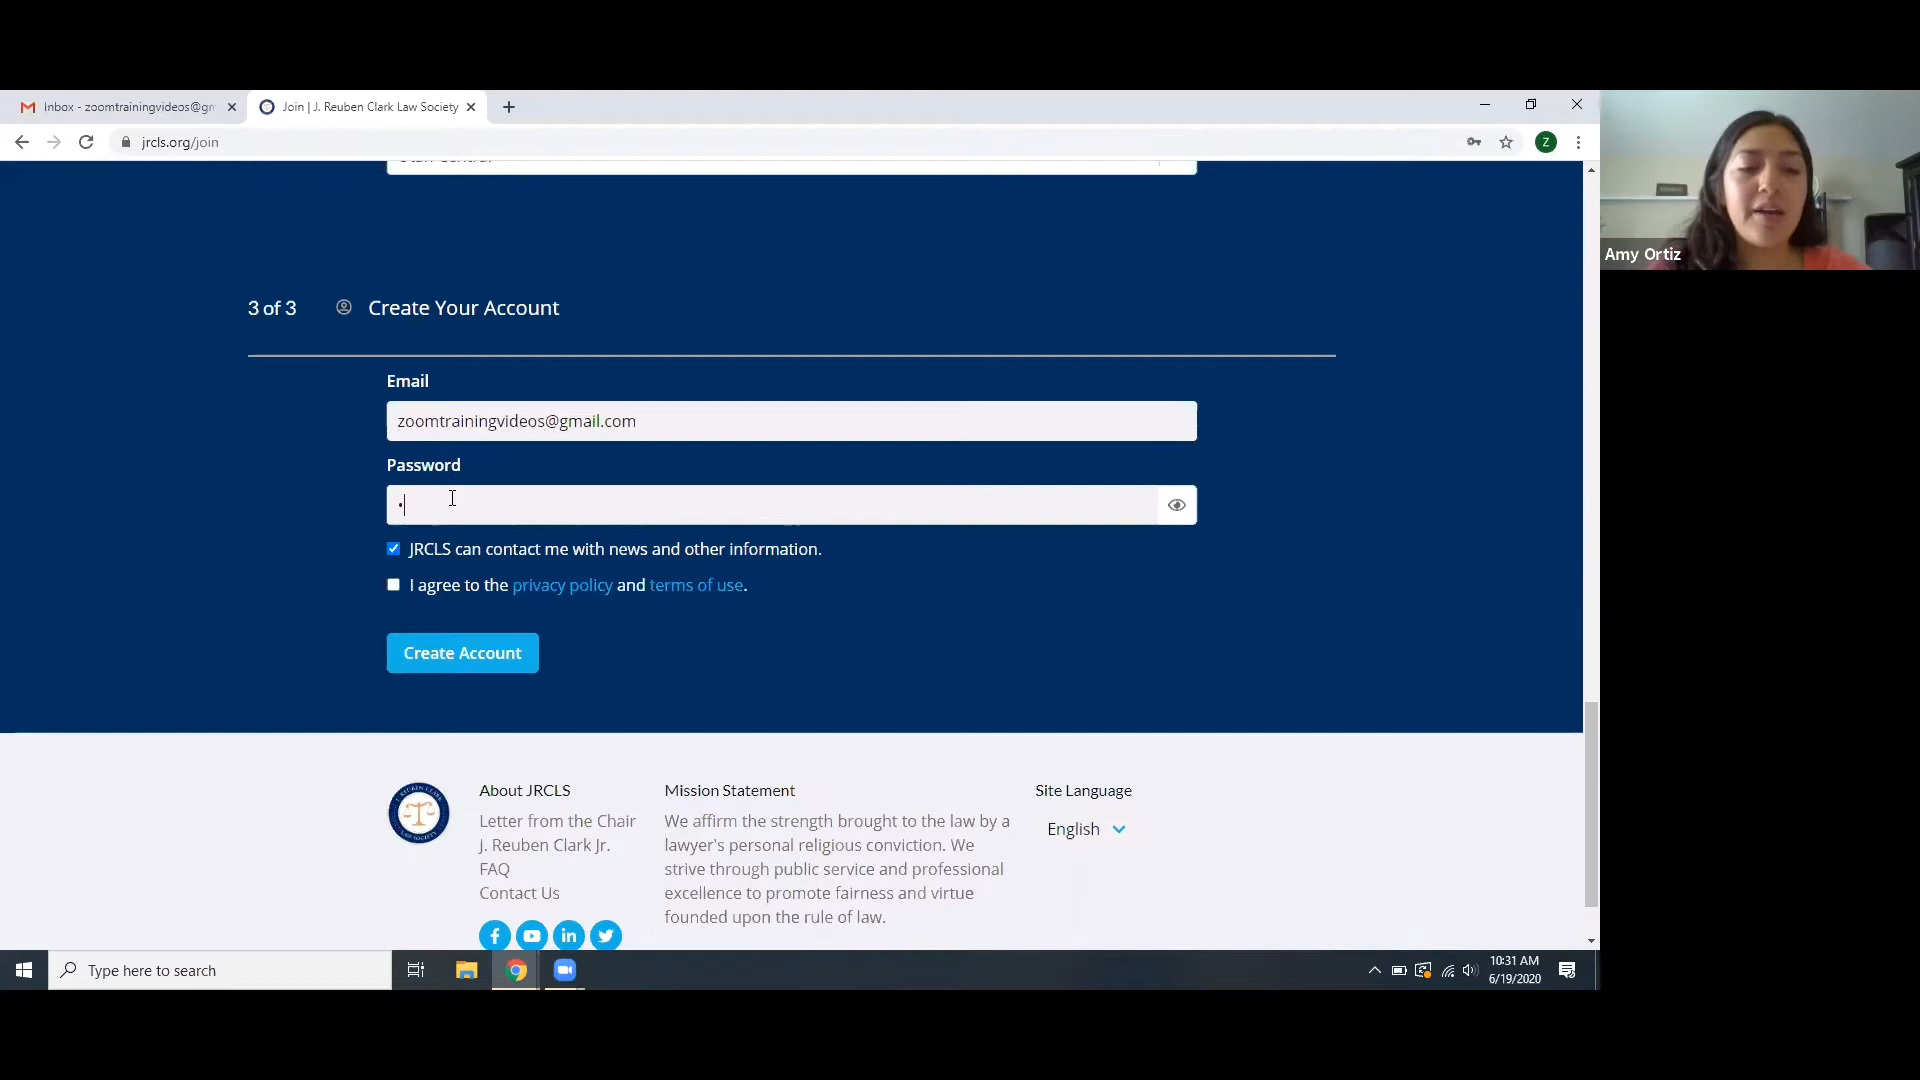 Inbox - zoomtrainingvideos@gm
Join | J. Reuben Clark Law Society
jrcls.org/join
Z
Amy Ortiz
3 of 3 Create Your Account
Email
zoomtrainingvideos@gmail.com
Password
JRCLS can contact me with news and other information.
I agree to the privacy policy and terms of use.
Create Account
About JRCLS
Letter from the Chair
J. Reuben Clark Jr.
FAQ
Contact Us
Mission Statement
We affirm the strength brought to the law by a
lawyer's personal religious conviction. We
strive through public service and professional
excellence to promote fairness and virtue
founded upon the rule of law.
Site Language
English
Type here to search
10:31 AM
6/19/2020